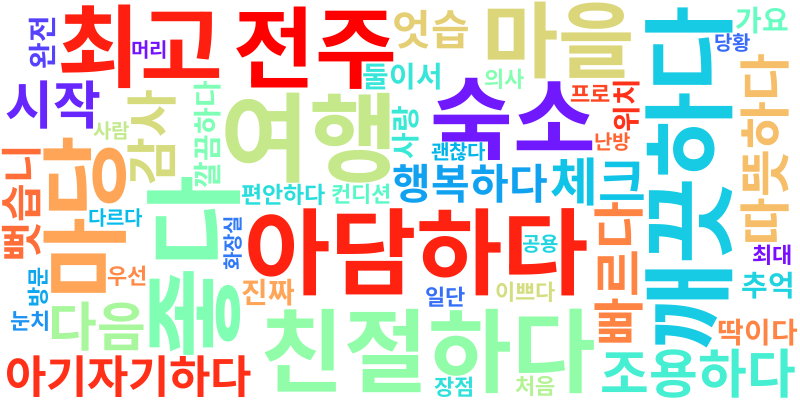 완전
최고
머리
전주
엇습
마음
가요
당황
깨끗하다
둘이서
의사
프로
위치
난방
따뜻하다
시작
감사
사람
깔끔하다
여행
사랑
숙소
괜찮다
뺏습니
마당
다르다
좋다
편안하다
컨디션
행복하다
체크
화장실
아담하다
공용
빠르다
최대
추억
방문
우선
눈치
다음
진짜
일단
이쁘다
딱이다
아기자기하다
친절하다
장점
처음
조용하다